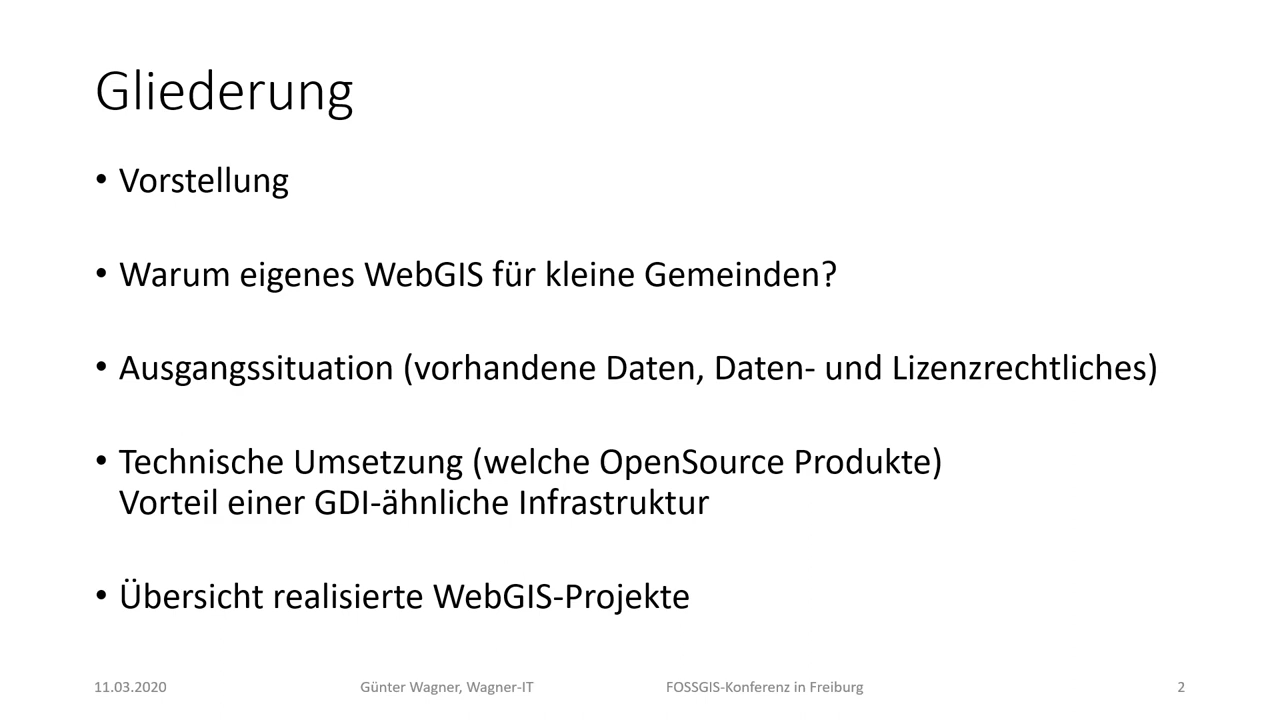 Gliederung
• Vorstellung
• Warum eigenes WebGIS für kleine Gemeinden?
• Ausgangssituation (vorhandene Daten, Daten- und Lizenzrechtliches)
• Technische Umsetzung (welche OpenSource Produkte)
Vorteil einer GDI-ähnliche Infrastruktur
• Übersicht realisierte WebGIS-Projekte
11.03.2020 Günter Wagner, Wagner-IT FOSSGIS-Konferenz in Freiburg 2